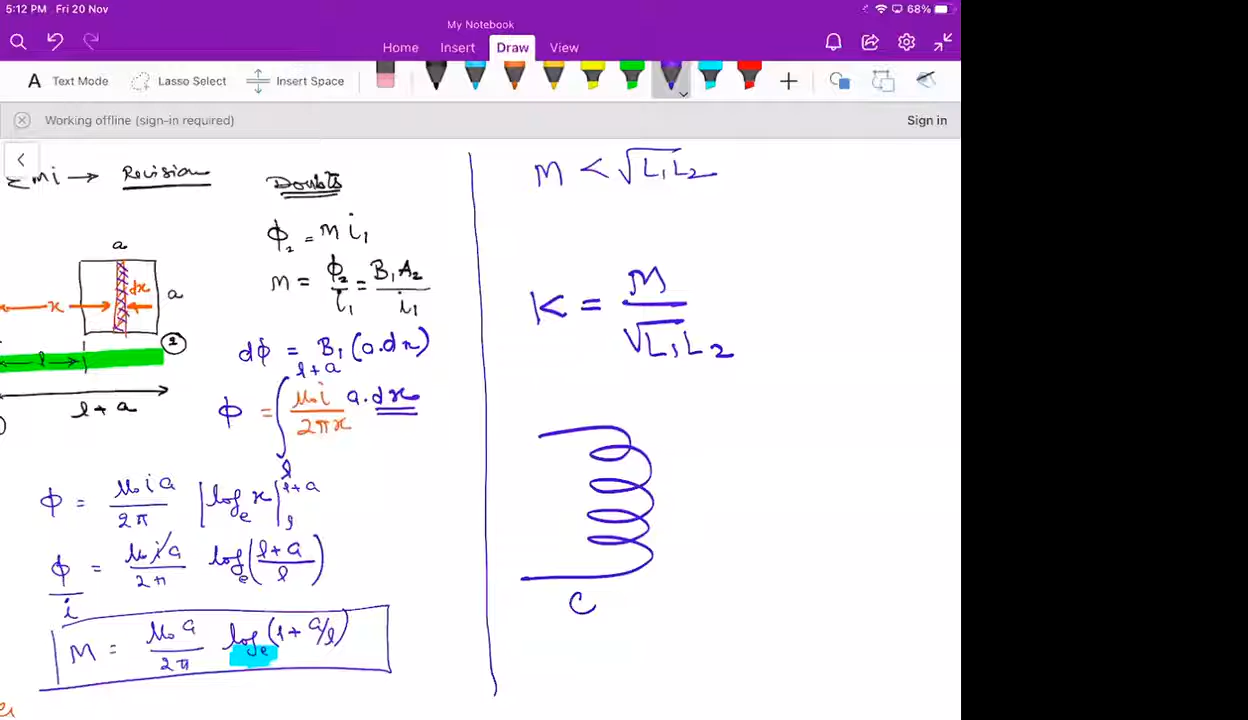 5:12 PM Fri 20 Nov
68%
My Notebook
Home Insert Draw View
A Text Mode Lasso Select Insert Space
Working offline (sign-in required) Sign in
Σmi → Revision Doubts
ϕ₂ = m i₁
m = ϕ₂/i₁ = B₁A₂/i₁
a
dx
x
a
②
l
l + a
dϕ = B₁ (a.dx)
ϕ = ∫ₗ^(l+a) μ₀i/2πx a.dx
ϕ = μ₀ia/2π |logₑx|ₗ^(l+a)
ϕ/i = μ₀ia/2π logₑ((l+a)/l)
M = μ₀a/2π logₑ(1 + a/l)
M < √L₁L₂
K = M/√L₁L₂
C